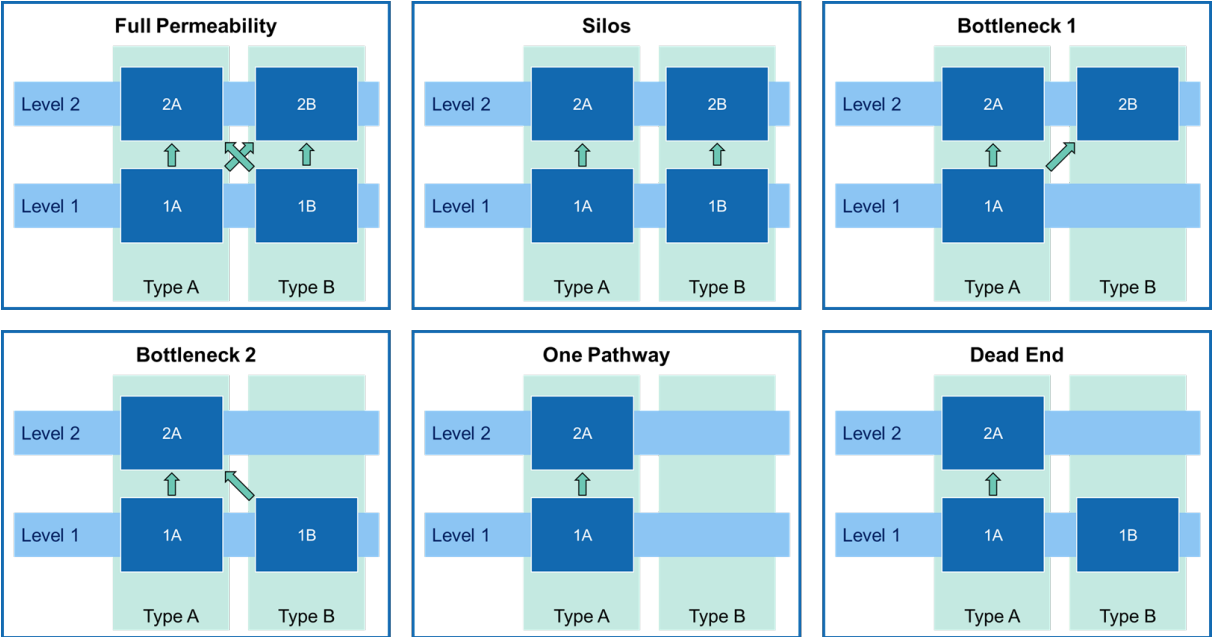 Full Permeability
Level 2
2A
2B
Level 1
1A
1B
Type A
Type B
Silos
Level 2
2A
2B
Level 1
1A
1B
Type A
Type B
Bottleneck 1
Level 2
2A
2B
Level 1
1A
Type A
Type B
Bottleneck 2
Level 2
2A
Level 1
1A
1B
Type A
Type B
One Pathway
Level 2
2A
Level 1
1A
Type A
Type B
Dead End
Level 2
2A
Level 1
1A
1B
Type A
Type B